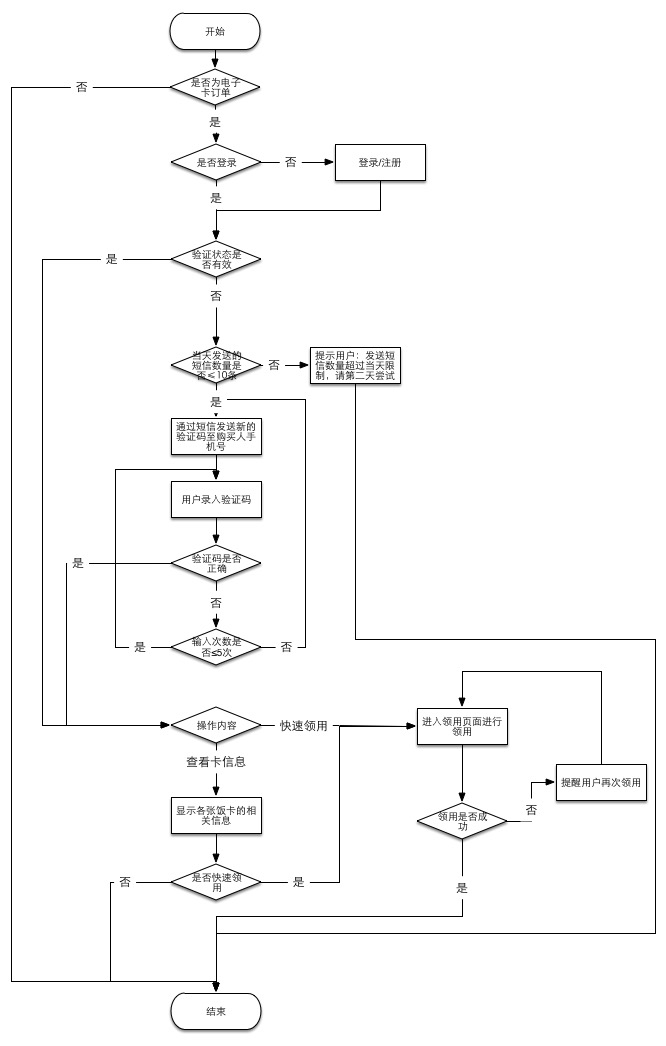 开始
是否为电子
卡订单
否
是
是否登录
否
登录/注册
是
验证状态是
否有效
是
否
当天发送的
短信数量是
否≤10条
否
提示用户：发送短
信数量超过当天限
制，请第二天尝试
是
通过短信发送新的
验证码至购买人手
机号
用户录入验证码
验证码是否
正确
是
否
输入次数是
否≤5次
是
否
操作内容
快速领用
进入领用页面进行
领用
查看卡信息
提醒用户再次领用
显示各张饭卡的相
关信息
领用是否成
功
否
是否快速领
用
否
是
是
结束